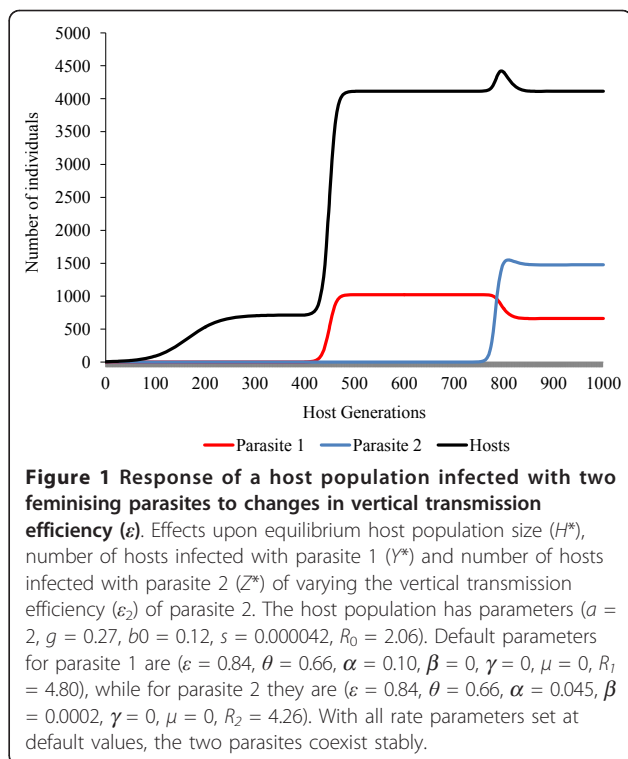 5000
4500
4000
3500
3000
2500
2000
1500
1000
500
0
Number of individuals
0 100 200 300 400 500 600 700 800 900 1000
Host Generations
Parasite 1 Parasite 2 Hosts
Figure 1 Response of a host population infected with two
feminising parasites to changes in vertical transmission
efficiency (ε). Effects upon equilibrium host population size (H*),
number of hosts infected with parasite 1 (Y*) and number of hosts
infected with parasite 2 (Z*) of varying the vertical transmission
efficiency (ε₂) of parasite 2. The host population has parameters (a =
2, g = 0.27, b0 = 0.12, s = 0.000042, R₀ = 2.06). Default parameters
for parasite 1 are (ε = 0.84, θ = 0.66, α = 0.10, β = 0, γ = 0, μ = 0, R₁
= 4.80), while for parasite 2 they are (ε = 0.84, θ = 0.66, α = 0.045, β
= 0.0002, γ = 0, μ = 0, R₂ = 4.26). With all rate parameters set at
default values, the two parasites coexist stably.